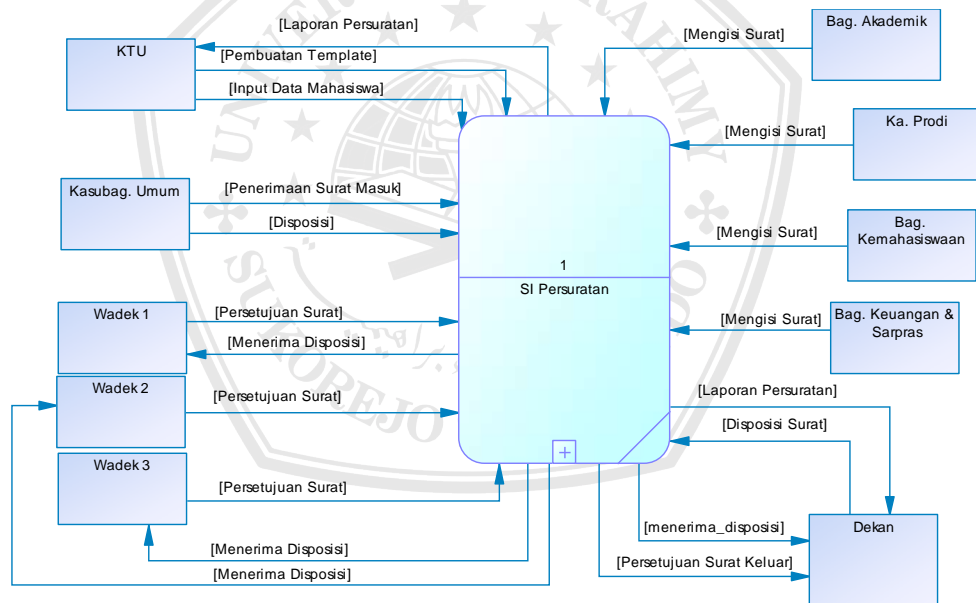 [Laporan Persuratan]
KTU
[Pembuatan Template]
[Input Data Mahasiswa]
[Mengisi Surat]
Bag. Akademik
[Mengisi Surat]
Ka. Prodi
Kasubag. Umum
[Penerimaan Surat Masuk]
[Disposisi]
[Mengisi Surat]
Bag.
Kemahasiswaan
1
SI Persuratan
Wadek 1
[Persetujuan Surat]
[Menerima Disposisi]
[Mengisi Surat]
Bag. Keuangan &
Sarpras
Wadek 2
[Persetujuan Surat]
[Laporan Persuratan]
[Disposisi Surat]
Wadek 3
[Persetujuan Surat]
[Menerima Disposisi]
[Menerima Disposisi]
[menerima_disposisi]
[Persetujuan Surat Keluar]
Dekan
SUKOREJO